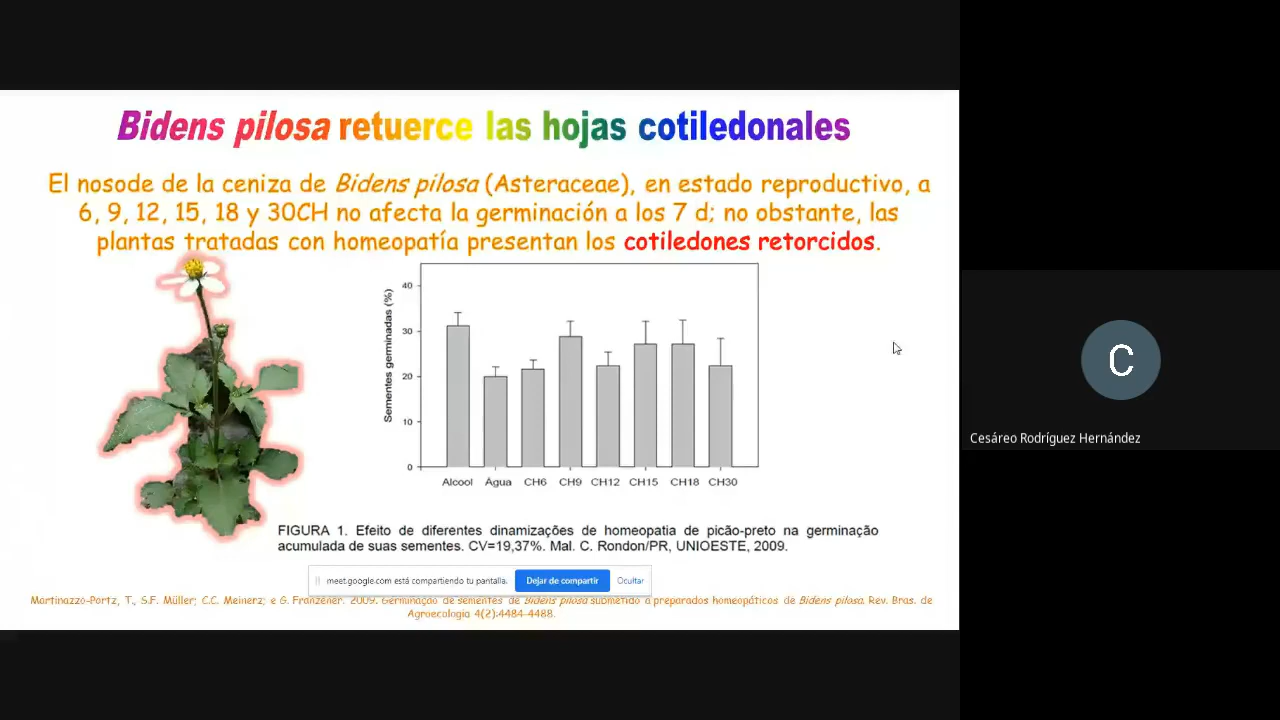 Bidens pilosa retuerce las hojas cotiledonales
El nosode de la ceniza de Bidens pilosa (Asteraceae), en estado reproductivo, a
6, 9, 12, 15, 18 y 30CH no afecta la germinación a los 7 d; no obstante, las
plantas tratadas con homeopatía presentan los cotiledones retorcidos.
Sementes germinadas (%)
40
30
20
10
0
Alcool Água CH6 CH9 CH12 CH15 CH18 CH30
FIGURA 1. Efeito de diferentes dinamizações de homeopatia de picão-preto na germinação
acumulada de suas sementes. CV=19,37%. Mal. C. Rondon/PR, UNIOESTE, 2009.
meet.google.com está compartiendo tu pantalla. Dejar de compartir Ocultar
Martinazzo-Portz, T., S.F. Müller; C.C. Meinerz; e G. Franzener. 2009. Germinação de sementes de Bidens pilosa submetido a preparados homeopáticos de Bidens pilosa. Rev. Bras. de
Agroecologia 4(2):4484-4488.
C
Cesáreo Rodríguez Hernández